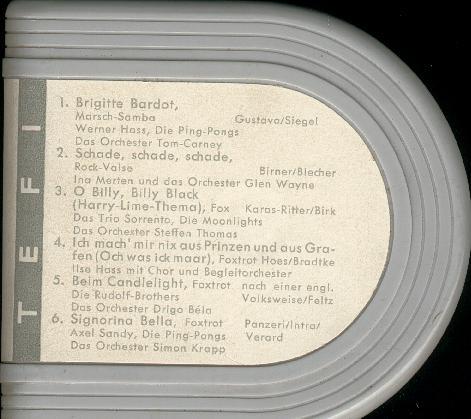 TEFI
1. Brigitte Bardot,
Marsch-Samba Gustavo/Siegel
Werner Hass, Die Ping-Pongs
Das Orchester Tom-Carney
2. Schade, schade, schade,
Rock-Valse Birner/Blecher
Ina Merten und das Orchester Glen Wayne
3. O Billy, Billy Black
(Harry-Lime-Thema), Fox Karas-Ritter/Birk
Das Trio Sorrento, Die Moonlights
Das Orchester Steffen Thomas
4. Ich mach' mir nix aus Prinzen und aus Gra-
fen (Och was ick maar), Foxtrot Hoes/Bradtke
Ilse Hass mit Chor und Begleitorchester
5. Beim Candlelight, Foxtrot nach einer engl.
Die Rudolf-Brothers Volksweise/Feltz
Das Orchester Drigo Béla
6. Signorina Bella, Foxtrot Panzeri/Intra/
Axel Sandy, Die Ping-Pongs Verard
Das Orchester Simon Krapp